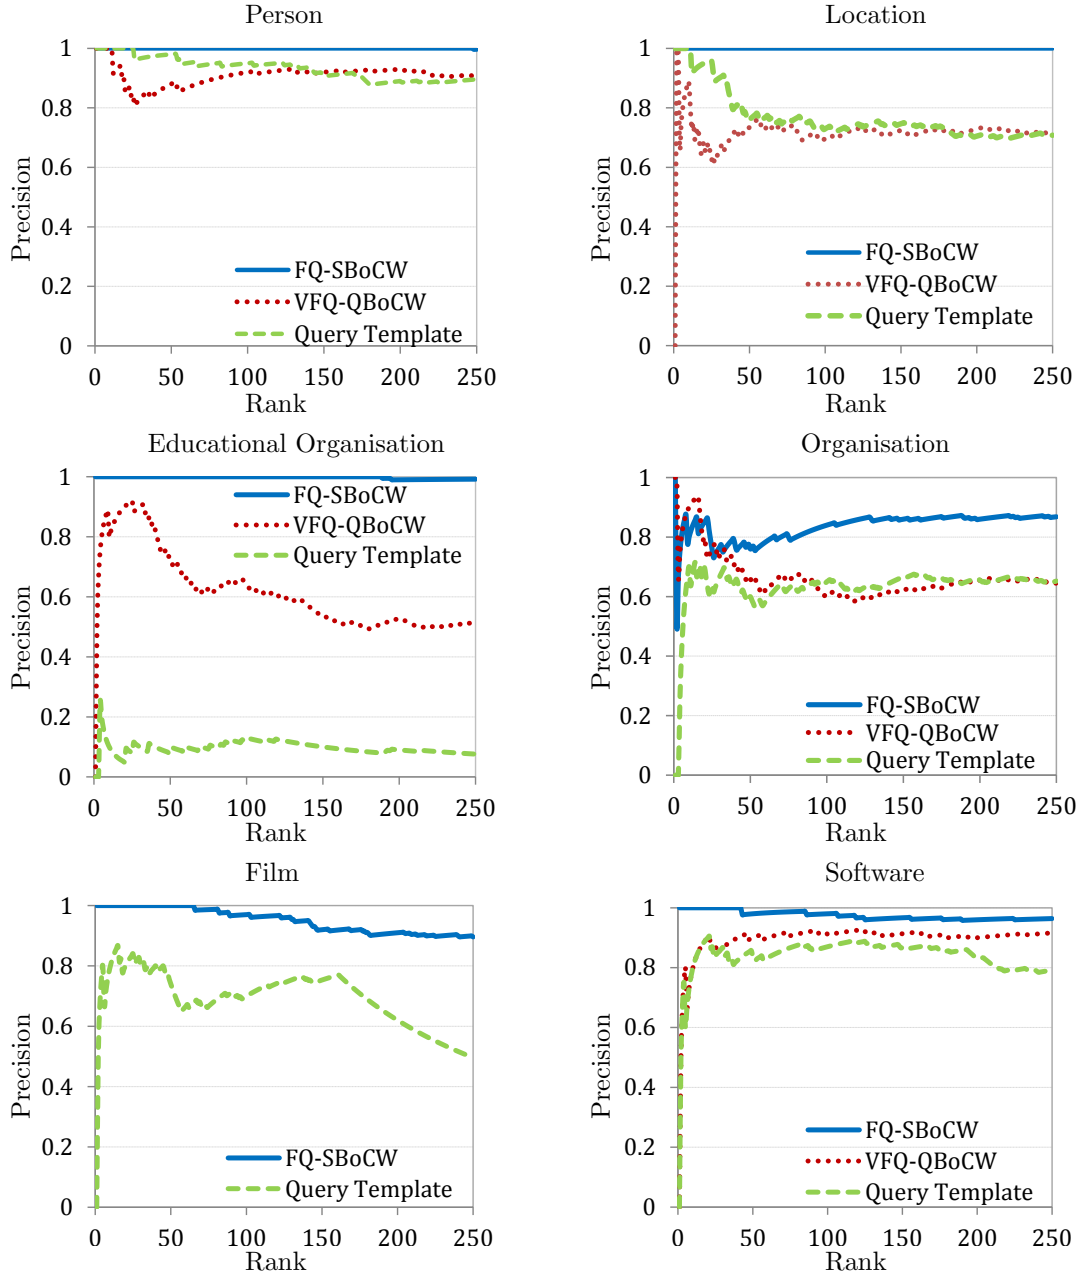 Person
1
0.8
0.6
0.4
0.2
0
Precision
FQ-SBoCW
VFQ-QBoCW
Query Template
0 50 100 150 200 250
Rank
Location
1
0.8
0.6
0.4
0.2
0
Precision
FQ-SBoCW
VFQ-QBoCW
Query Template
0 50 100 150 200 250
Rank
Educational Organisation
1
0.8
0.6
0.4
0.2
0
Precision
FQ-SBoCW
VFQ-QBoCW
Query Template
0 50 100 150 200 250
Rank
Organisation
1
0.8
0.6
0.4
0.2
0
Precision
FQ-SBoCW
VFQ-QBoCW
Query Template
0 50 100 150 200 250
Rank
Film
1
0.8
0.6
0.4
0.2
0
Precision
FQ-SBoCW
Query Template
0 50 100 150 200 250
Rank
Software
1
0.8
0.6
0.4
0.2
0
Precision
FQ-SBoCW
VFQ-QBoCW
Query Template
0 50 100 150 200 250
Rank